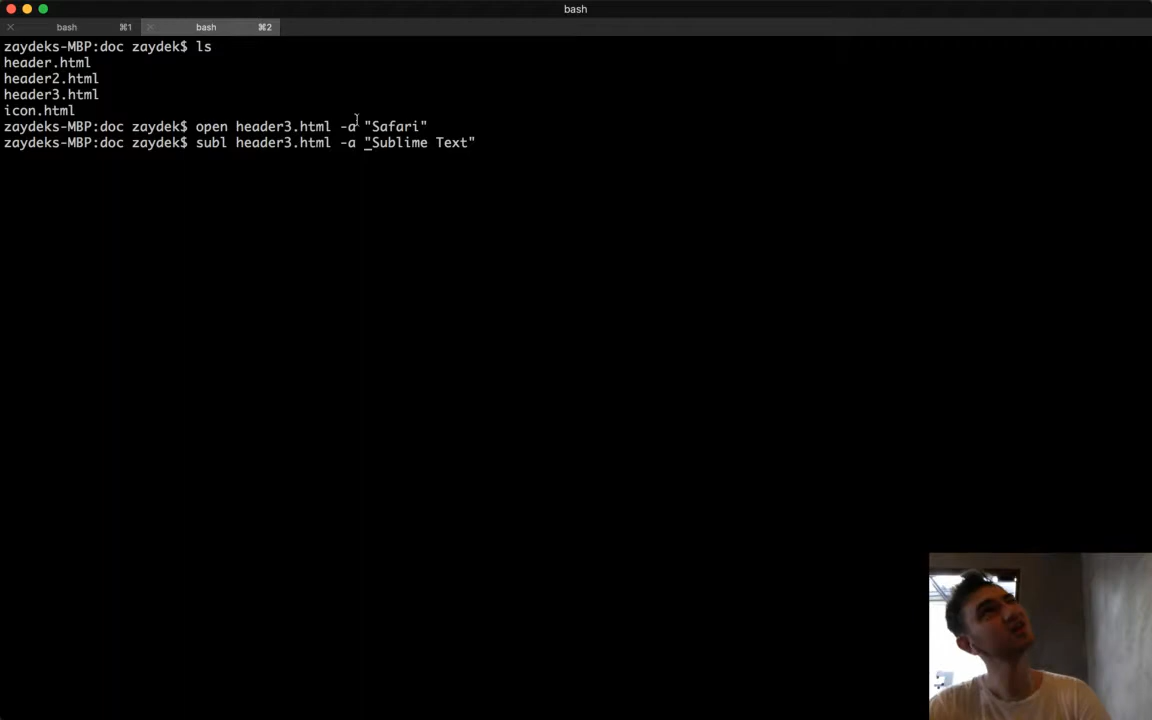 bash
bash ⌘1 bash ⌘2
zaydeks-MBP:doc zaydek$ ls
header.html
header2.html
header3.html
icon.html
zaydeks-MBP:doc zaydek$ open header3.html -a "Safari"
zaydeks-MBP:doc zaydek$ subl header3.html -a "Sublime Text"